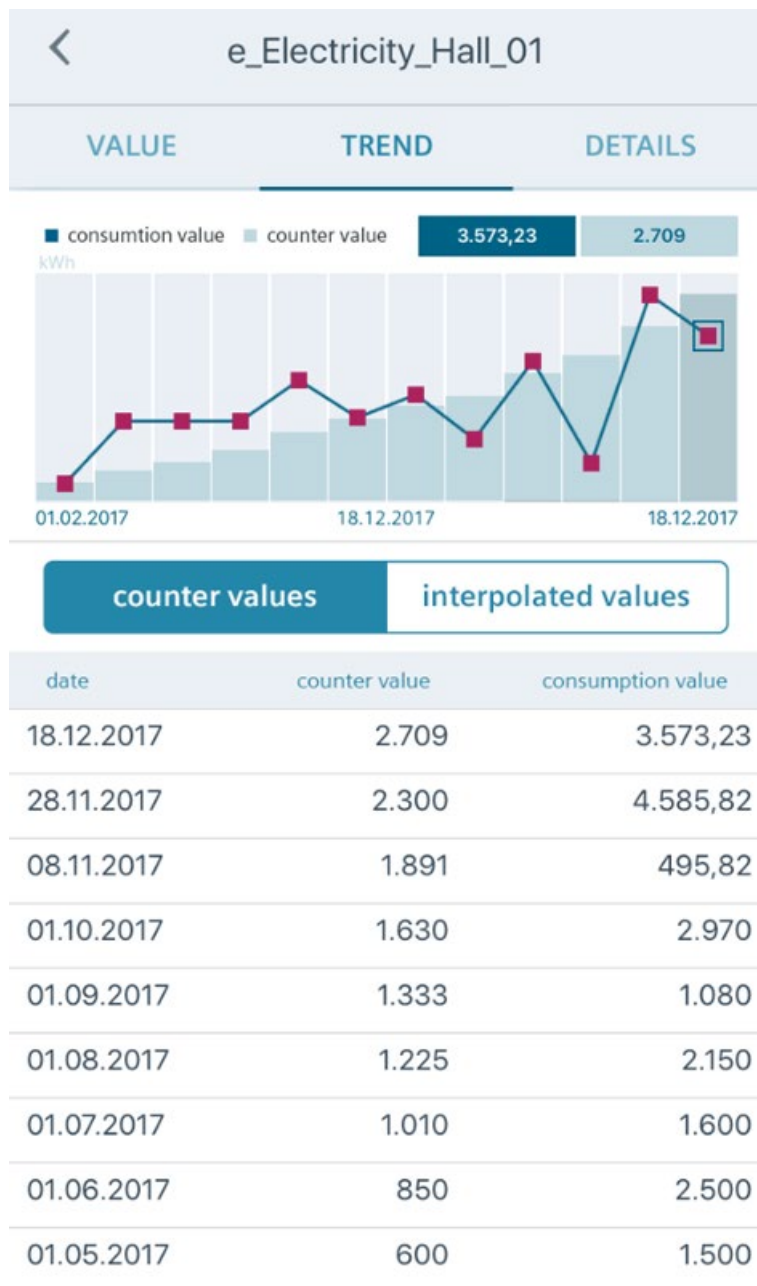 e_Electricity_Hall_01
VALUE TREND DETAILS
consumtion value counter value 3.573,23 2.709
kWh
01.02.2017 18.12.2017 18.12.2017
counter values interpolated values
date counter value consumption value
18.12.2017 2.709 3.573,23
28.11.2017 2.300 4.585,82
08.11.2017 1.891 495,82
01.10.2017 1.630 2.970
01.09.2017 1.333 1.080
01.08.2017 1.225 2.150
01.07.2017 1.010 1.600
01.06.2017 850 2.500
01.05.2017 600 1.500